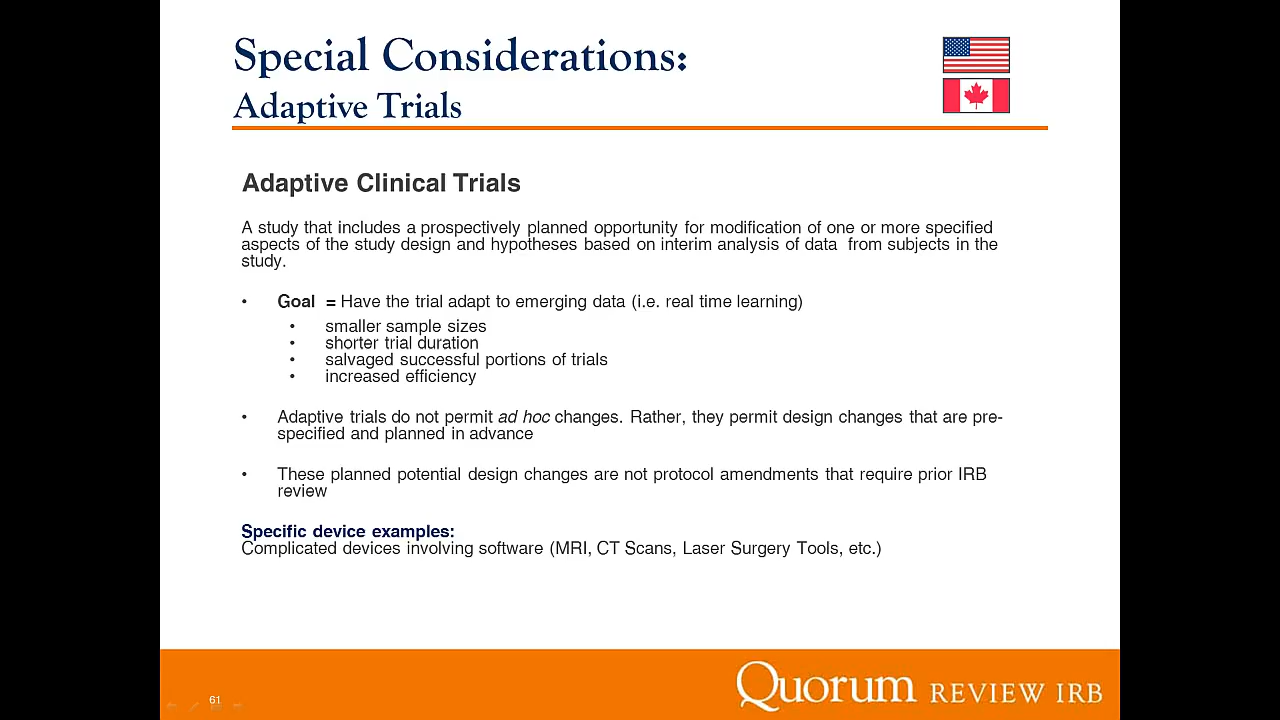 Special Considerations:
Adaptive Trials
Adaptive Clinical Trials
A study that includes a prospectively planned opportunity for modification of one or more specified
aspects of the study design and hypotheses based on interim analysis of data from subjects in the
study.
• Goal = Have the trial adapt to emerging data (i.e. real time learning)
• smaller sample sizes
• shorter trial duration
• salvaged successful portions of trials
• increased efficiency
• Adaptive trials do not permit ad hoc changes. Rather, they permit design changes that are pre-
specified and planned in advance
• These planned potential design changes are not protocol amendments that require prior IRB
review
Specific device examples:
Complicated devices involving software (MRI, CT Scans, Laser Surgery Tools, etc.)
61
Quorum REVIEW IRB